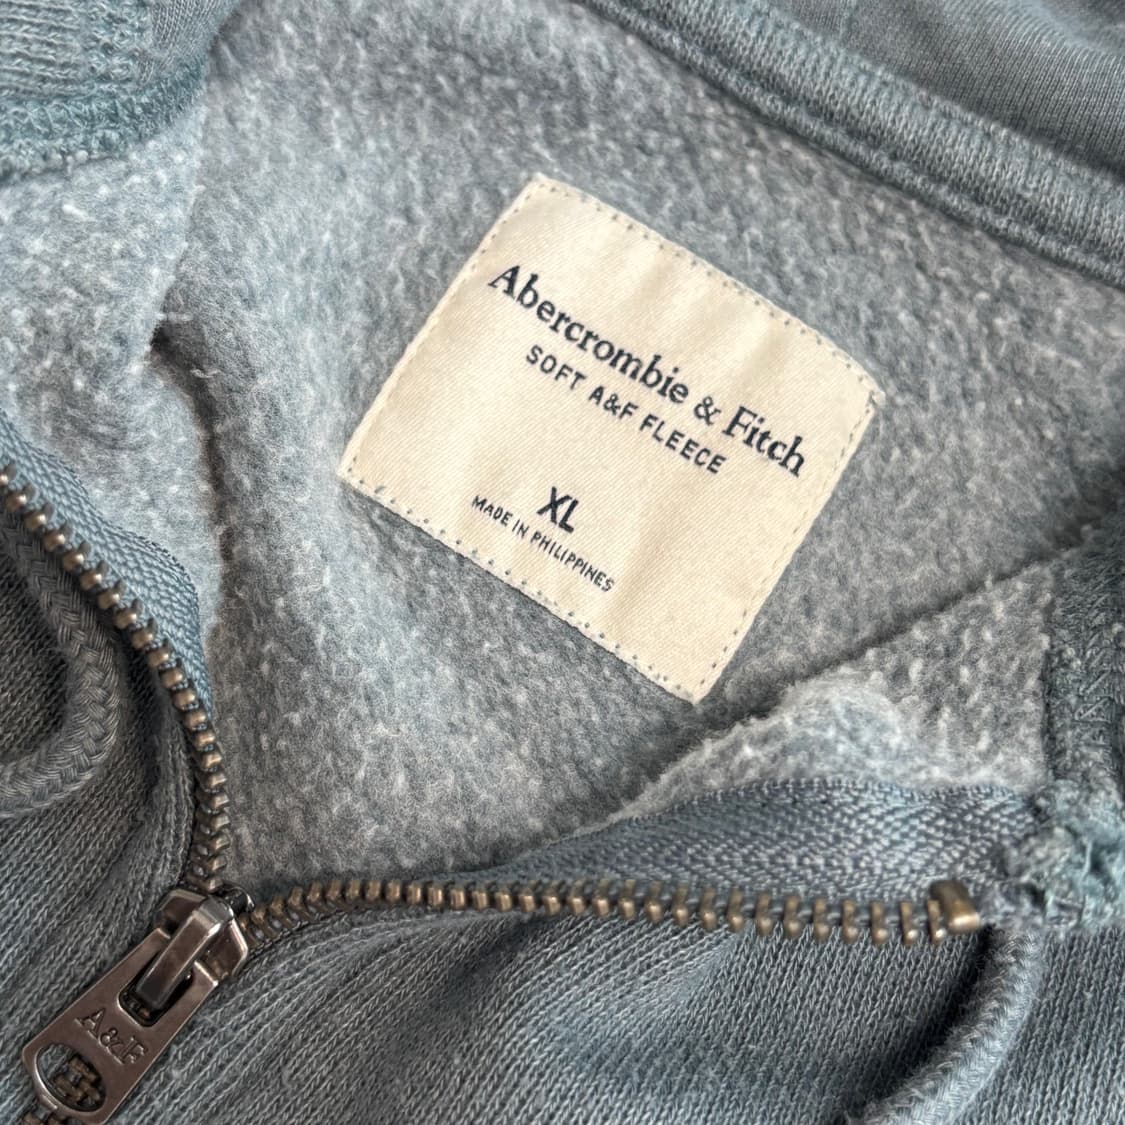 Abercrombie & Fitch
SOFT A&F FLEECE
XL
MADE IN PHILIPPINES
A&F